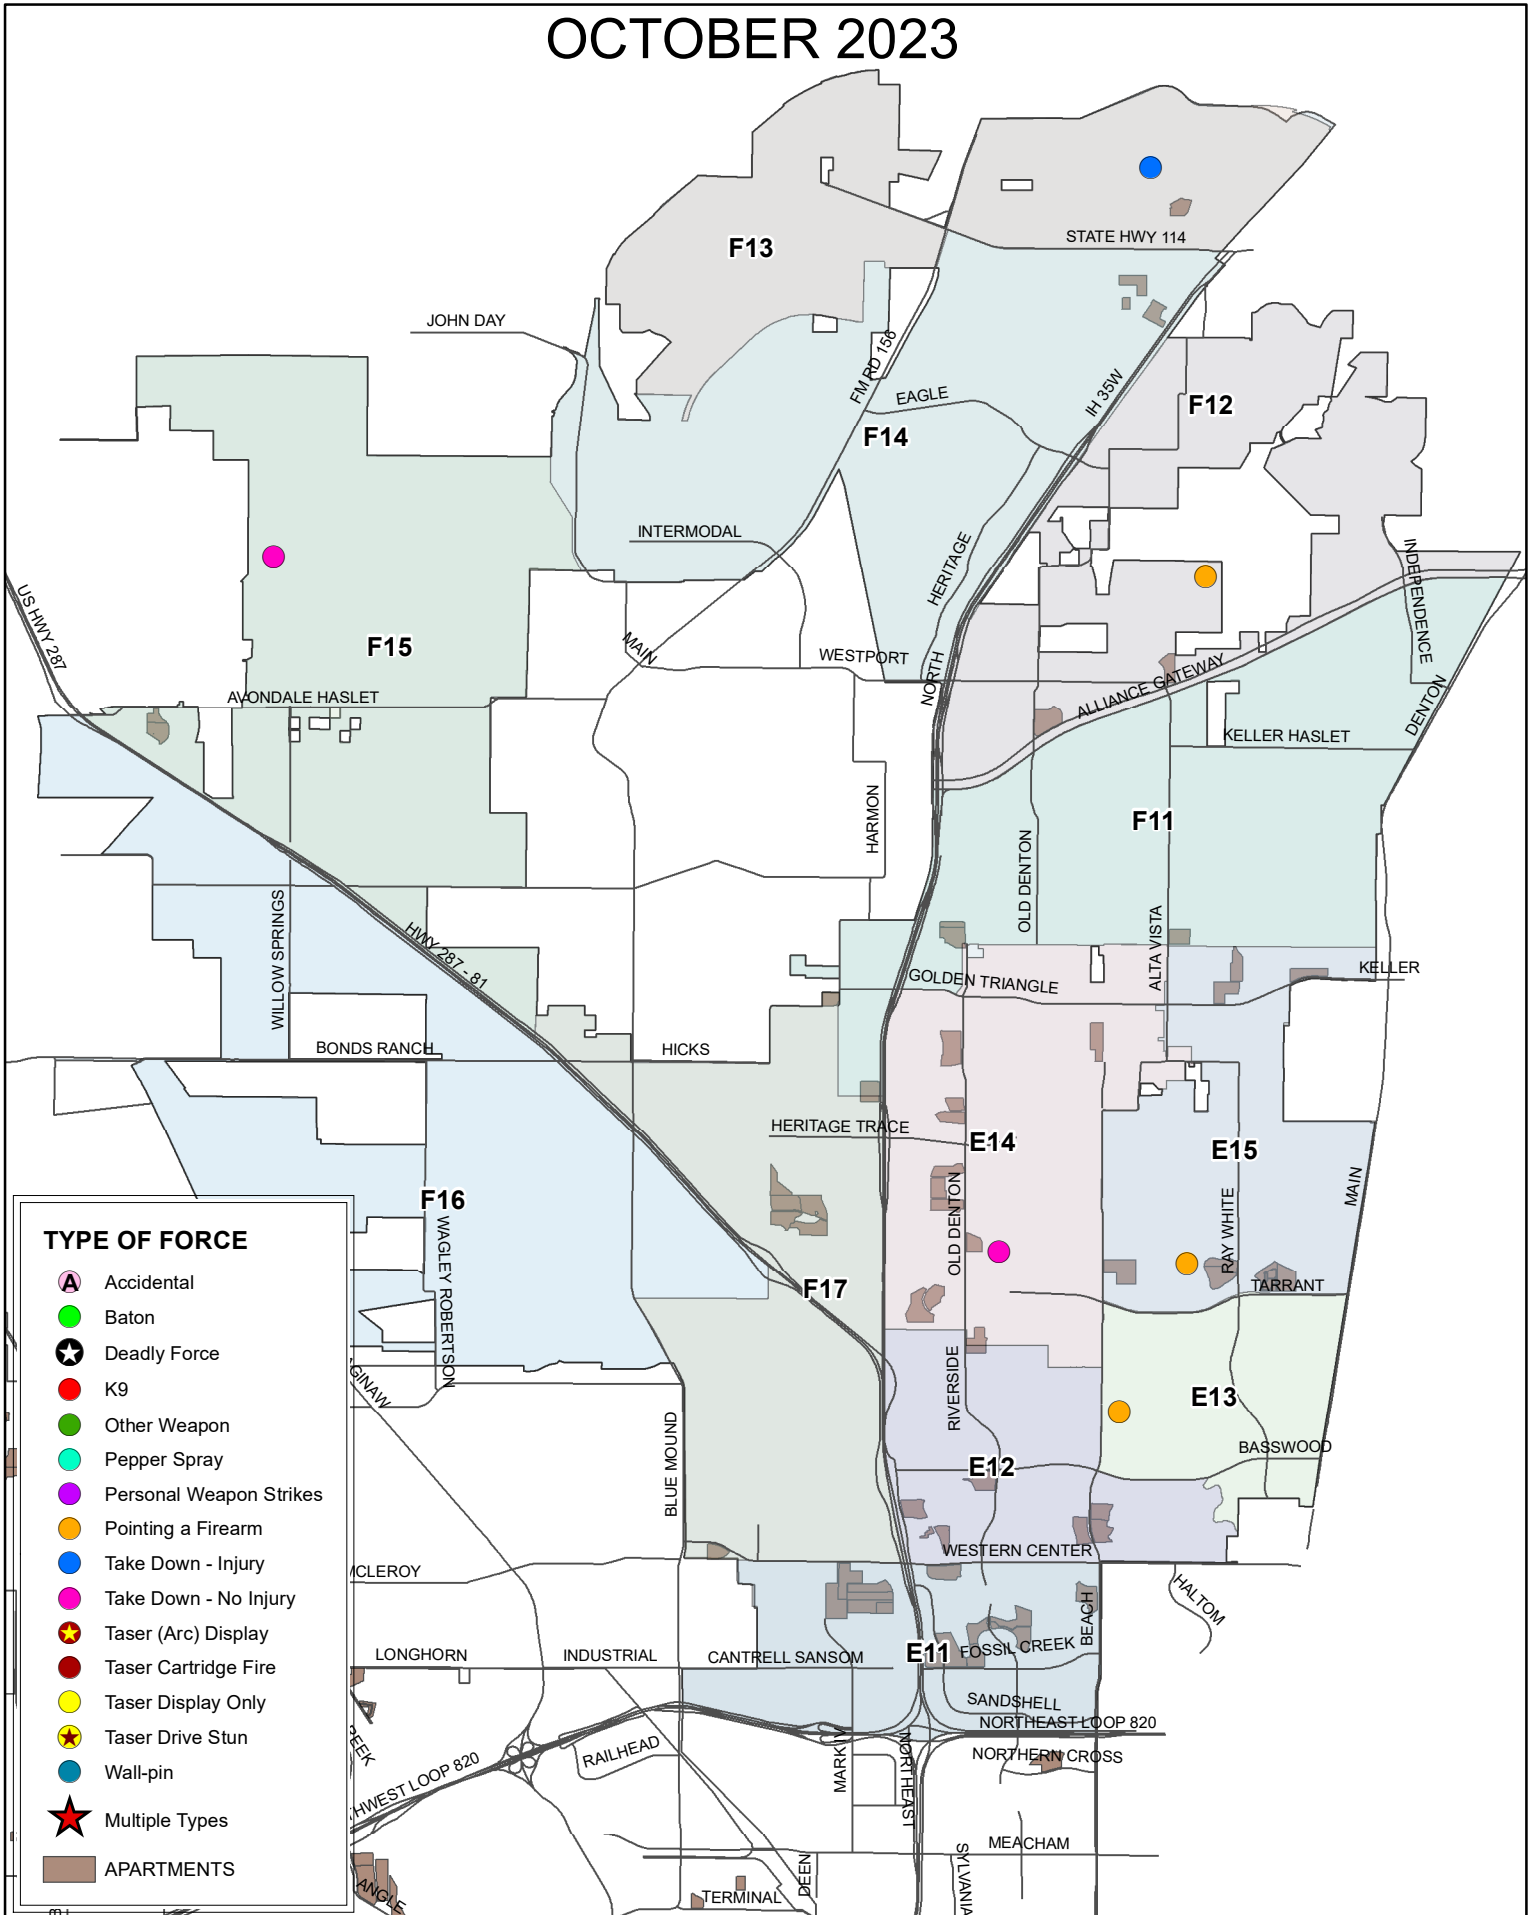 OCTOBER 2023
STATE HWY 114
F13
JOHN DAY
FM RD 156
EAGLE
IH 35W
F12
F14
INTERMODAL
HERITAGE
INDEPENDENCE
US HWY 287
F15
MAIN
WESTPORT
NORTH
ALLIANCE GATEWAY
AVONDALE HASLET
DENTON
KELLER HASLET
HARMON
F11
OLD DENTON
ALTA VISTA
WILLOW SPRINGS
HWY 287 - 81
GOLDEN TRIANGLE
KELLER
BONDS RANCH
HICKS
HERITAGE TRACE
E14
E15
MAIN
F16
WAGLEY ROBERTSON
OLD DENTON
RAY WHITE
TARRANT
F17
RIVERSIDE
E13
BASSWOOD
E12
BLUE MOUND
WESTERN CENTER
HALTOM
BEACH
LONGHORN
INDUSTRIAL
CANTRELL SANSOM
E11
FOSSIL CREEK
SANDSHELL
NORTHEAST LOOP 820
RAILHEAD
MARK IV
NORTHEAST
NORTHERN CROSS
HWEST LOOP 820
MEACHAM
DEEN
SYLVANIA
TERMINAL
ANGLE
GINAW
MCLEROY
REEK
TYPE OF FORCE
A Accidental
Baton
Deadly Force
K9
Other Weapon
Pepper Spray
Personal Weapon Strikes
Pointing a Firearm
Take Down - Injury
Take Down - No Injury
Taser (Arc) Display
Taser Cartridge Fire
Taser Display Only
Taser Drive Stun
Wall-pin
Multiple Types
APARTMENTS